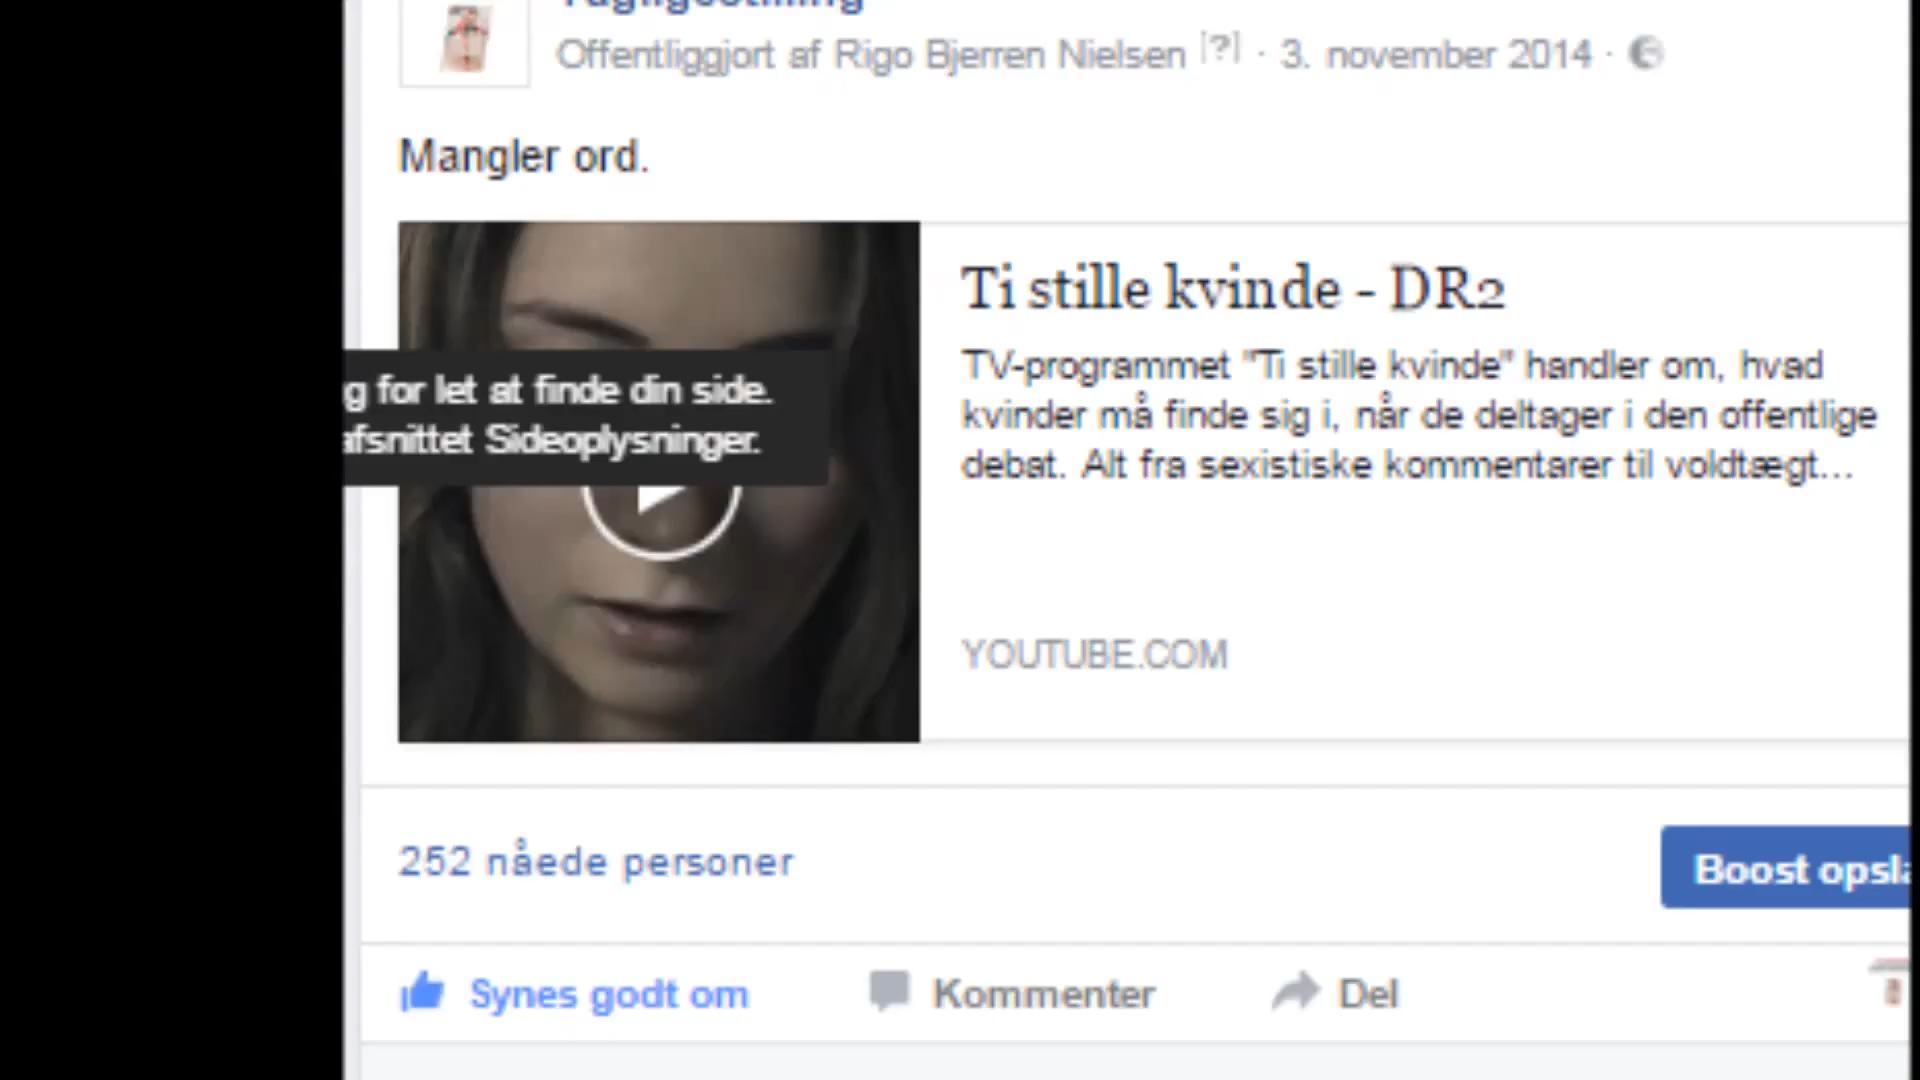 Offentliggjort af Rigo Bjerren Nielsen [?] · 3. november 2014 ·
Mangler ord.
g for let at finde din side.
afsnittet Sideoplysninger.
Ti stille kvinde - DR2
TV-programmet "Ti stille kvinde" handler om, hvad
kvinder må finde sig i, når de deltager i den offentlige
debat. Alt fra sexistiske kommentarer til voldtægt...
YOUTUBE.COM
252 nåede personer
Boost opsla
Synes godt om
Kommenter
Del